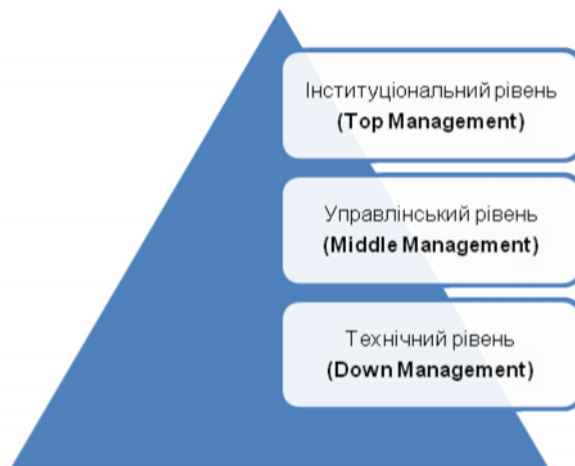 Інституціональний рівень
(Top Management)
Управлінський рівень
(Middle Management)
Технічний рівень
(Down Management)